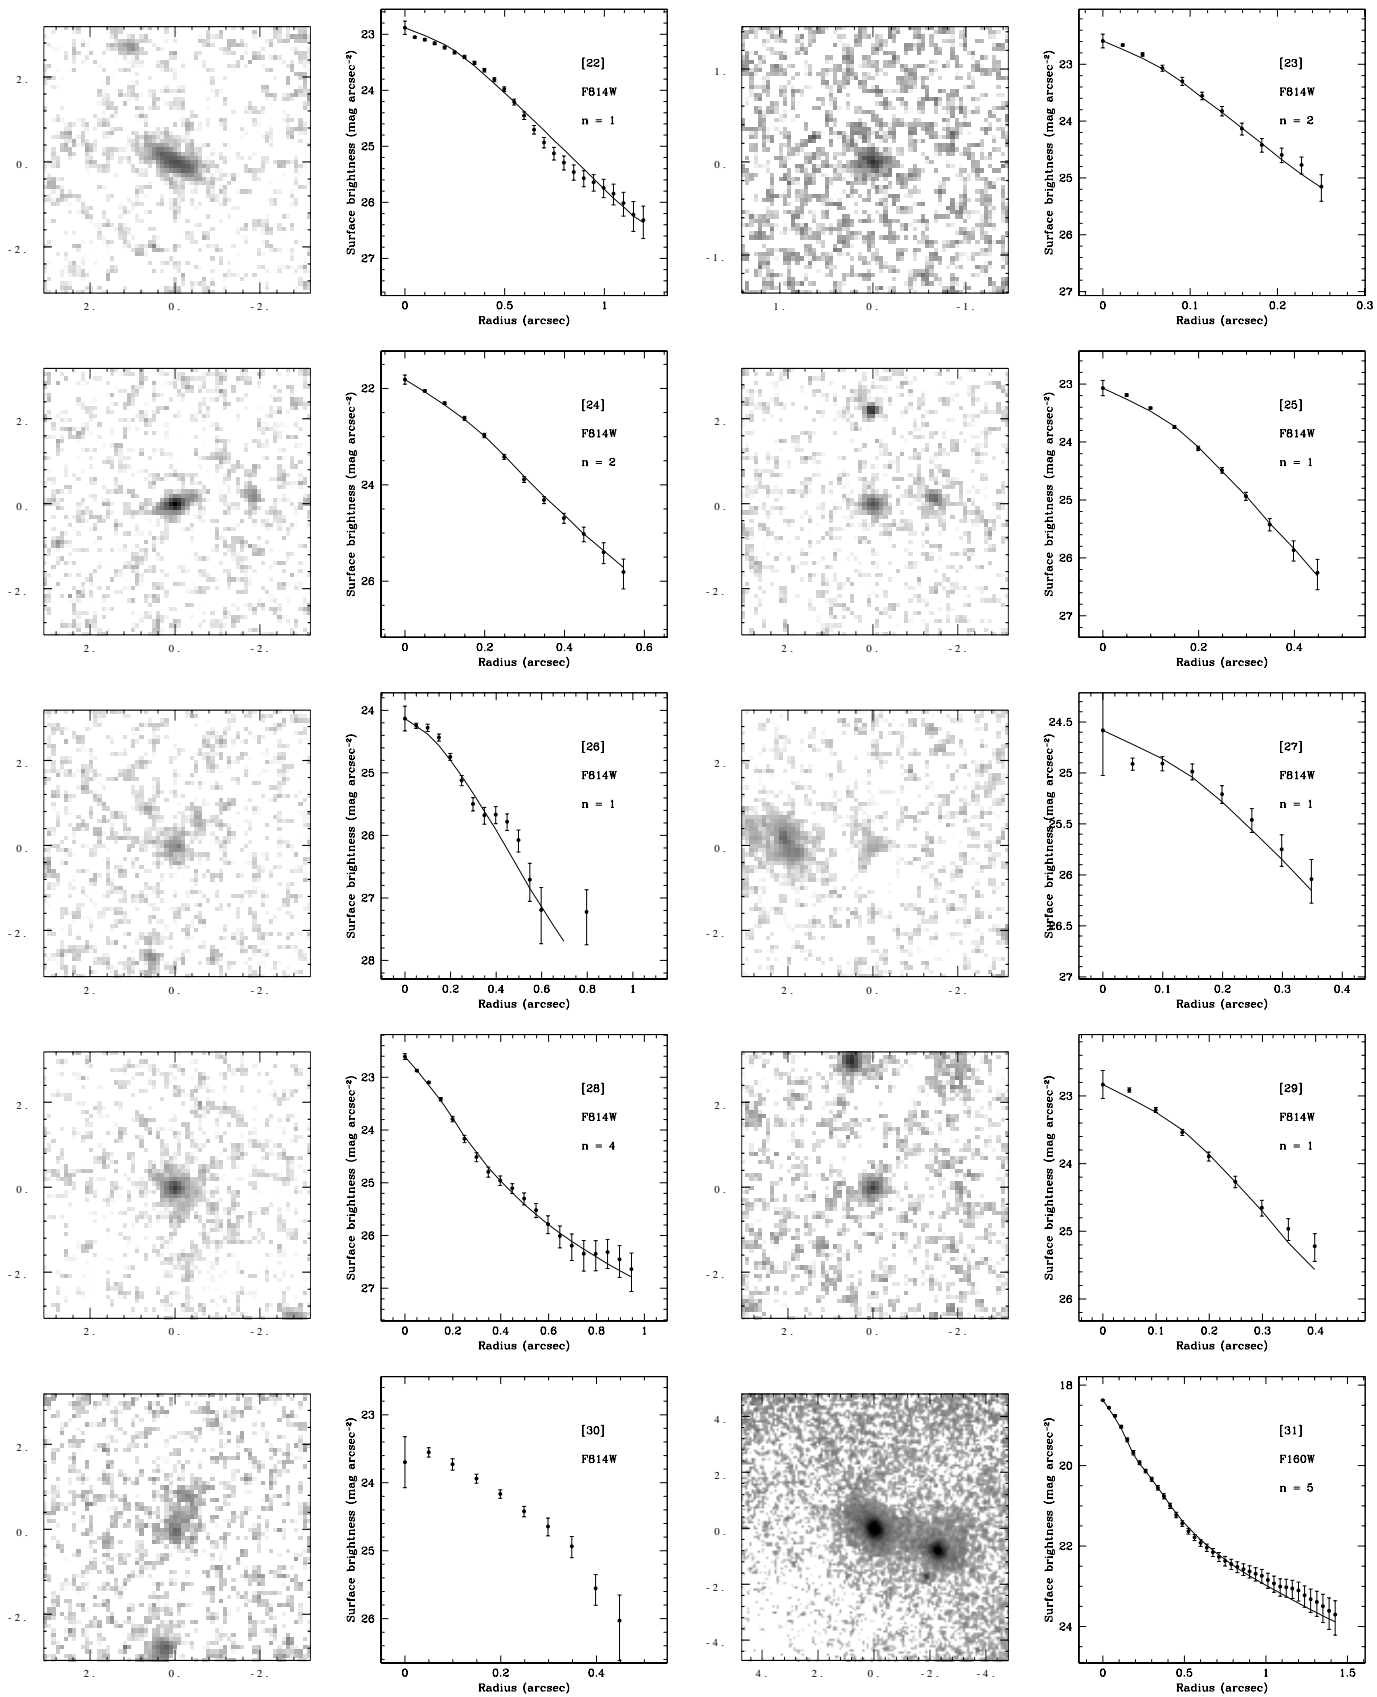 2.
0.
-2.
2. 0. -2.
Surface brightness (mag arcsec⁻²)
23
24
25
26
27
[22]
F814W
n = 1
0 0.5 1
Radius (arcsec)
1.
0.
-1.
1. 0. -1.
Surface brightness (mag arcsec⁻²)
23
24
25
26
27
[23]
F814W
n = 2
0 0.1 0.2 0.3
Radius (arcsec)
2.
0.
-2.
2. 0. -2.
Surface brightness (mag arcsec⁻²)
22
23
24
25
26
[24]
F814W
n = 2
0 0.2 0.4 0.6
Radius (arcsec)
2.
0.
-2.
2. 0. -2.
Surface brightness (mag arcsec⁻²)
23
24
25
26
27
[25]
F814W
n = 1
0 0.2 0.4
Radius (arcsec)
2.
0.
-2.
2. 0. -2.
Surface brightness (mag arcsec⁻²)
24
25
26
27
28
[26]
F814W
n = 1
0 0.2 0.4 0.6 0.8 1
Radius (arcsec)
2.
0.
-2.
2. 0. -2.
Surface brightness (mag arcsec⁻²)
24.5
25
25.5
26
26.5
27
[27]
F814W
n = 1
0 0.1 0.2 0.3 0.4
Radius (arcsec)
2.
0.
-2.
2. 0. -2.
Surface brightness (mag arcsec⁻²)
23
24
25
26
27
[28]
F814W
n = 4
0 0.2 0.4 0.6 0.8 1
Radius (arcsec)
2.
0.
-2.
2. 0. -2.
Surface brightness (mag arcsec⁻²)
23
24
25
26
[29]
F814W
n = 1
0 0.1 0.2 0.3 0.4
Radius (arcsec)
2.
0.
-2.
2. 0. -2.
Surface brightness (mag arcsec⁻²)
23
24
25
26
[30]
F814W
0 0.2 0.4
Radius (arcsec)
4.
2.
0.
-2.
-4.
4. 2. 0. -2. -4.
Surface brightness (mag arcsec⁻²)
18
20
22
24
[31]
F160W
n = 5
0 0.5 1 1.5
Radius (arcsec)